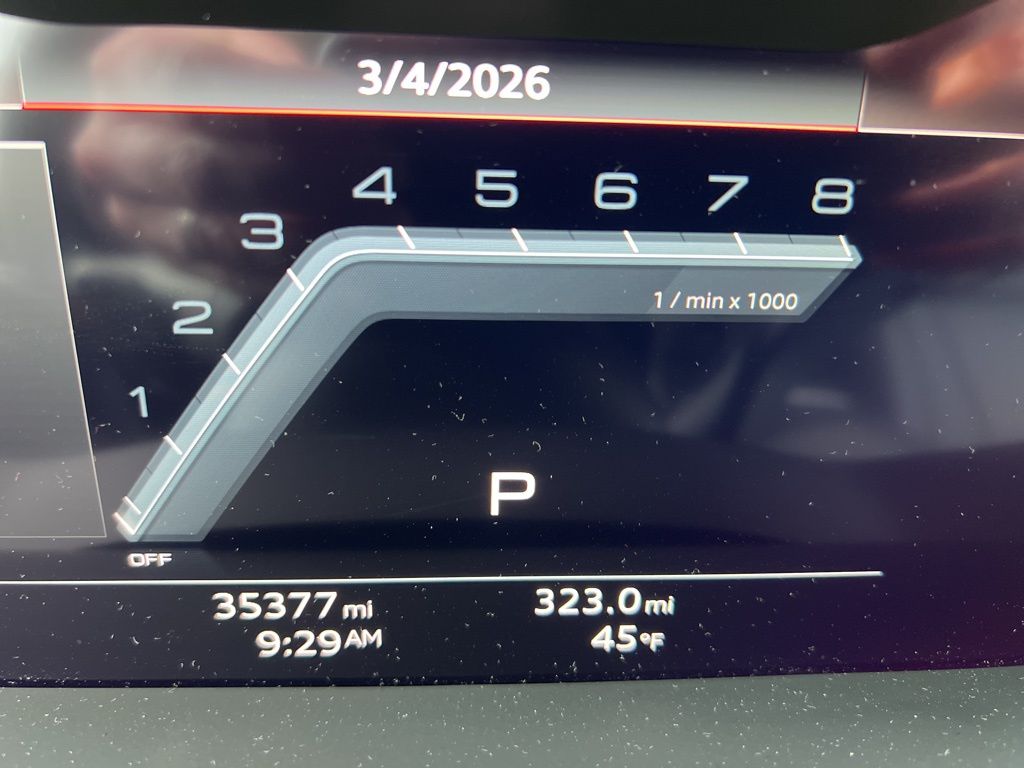 3/4/2026
4 5 6 7 8
3
1 / min x 1000
2
1
P
OFF
35377 mi 323.0 mi
9:29 AM 45 °F